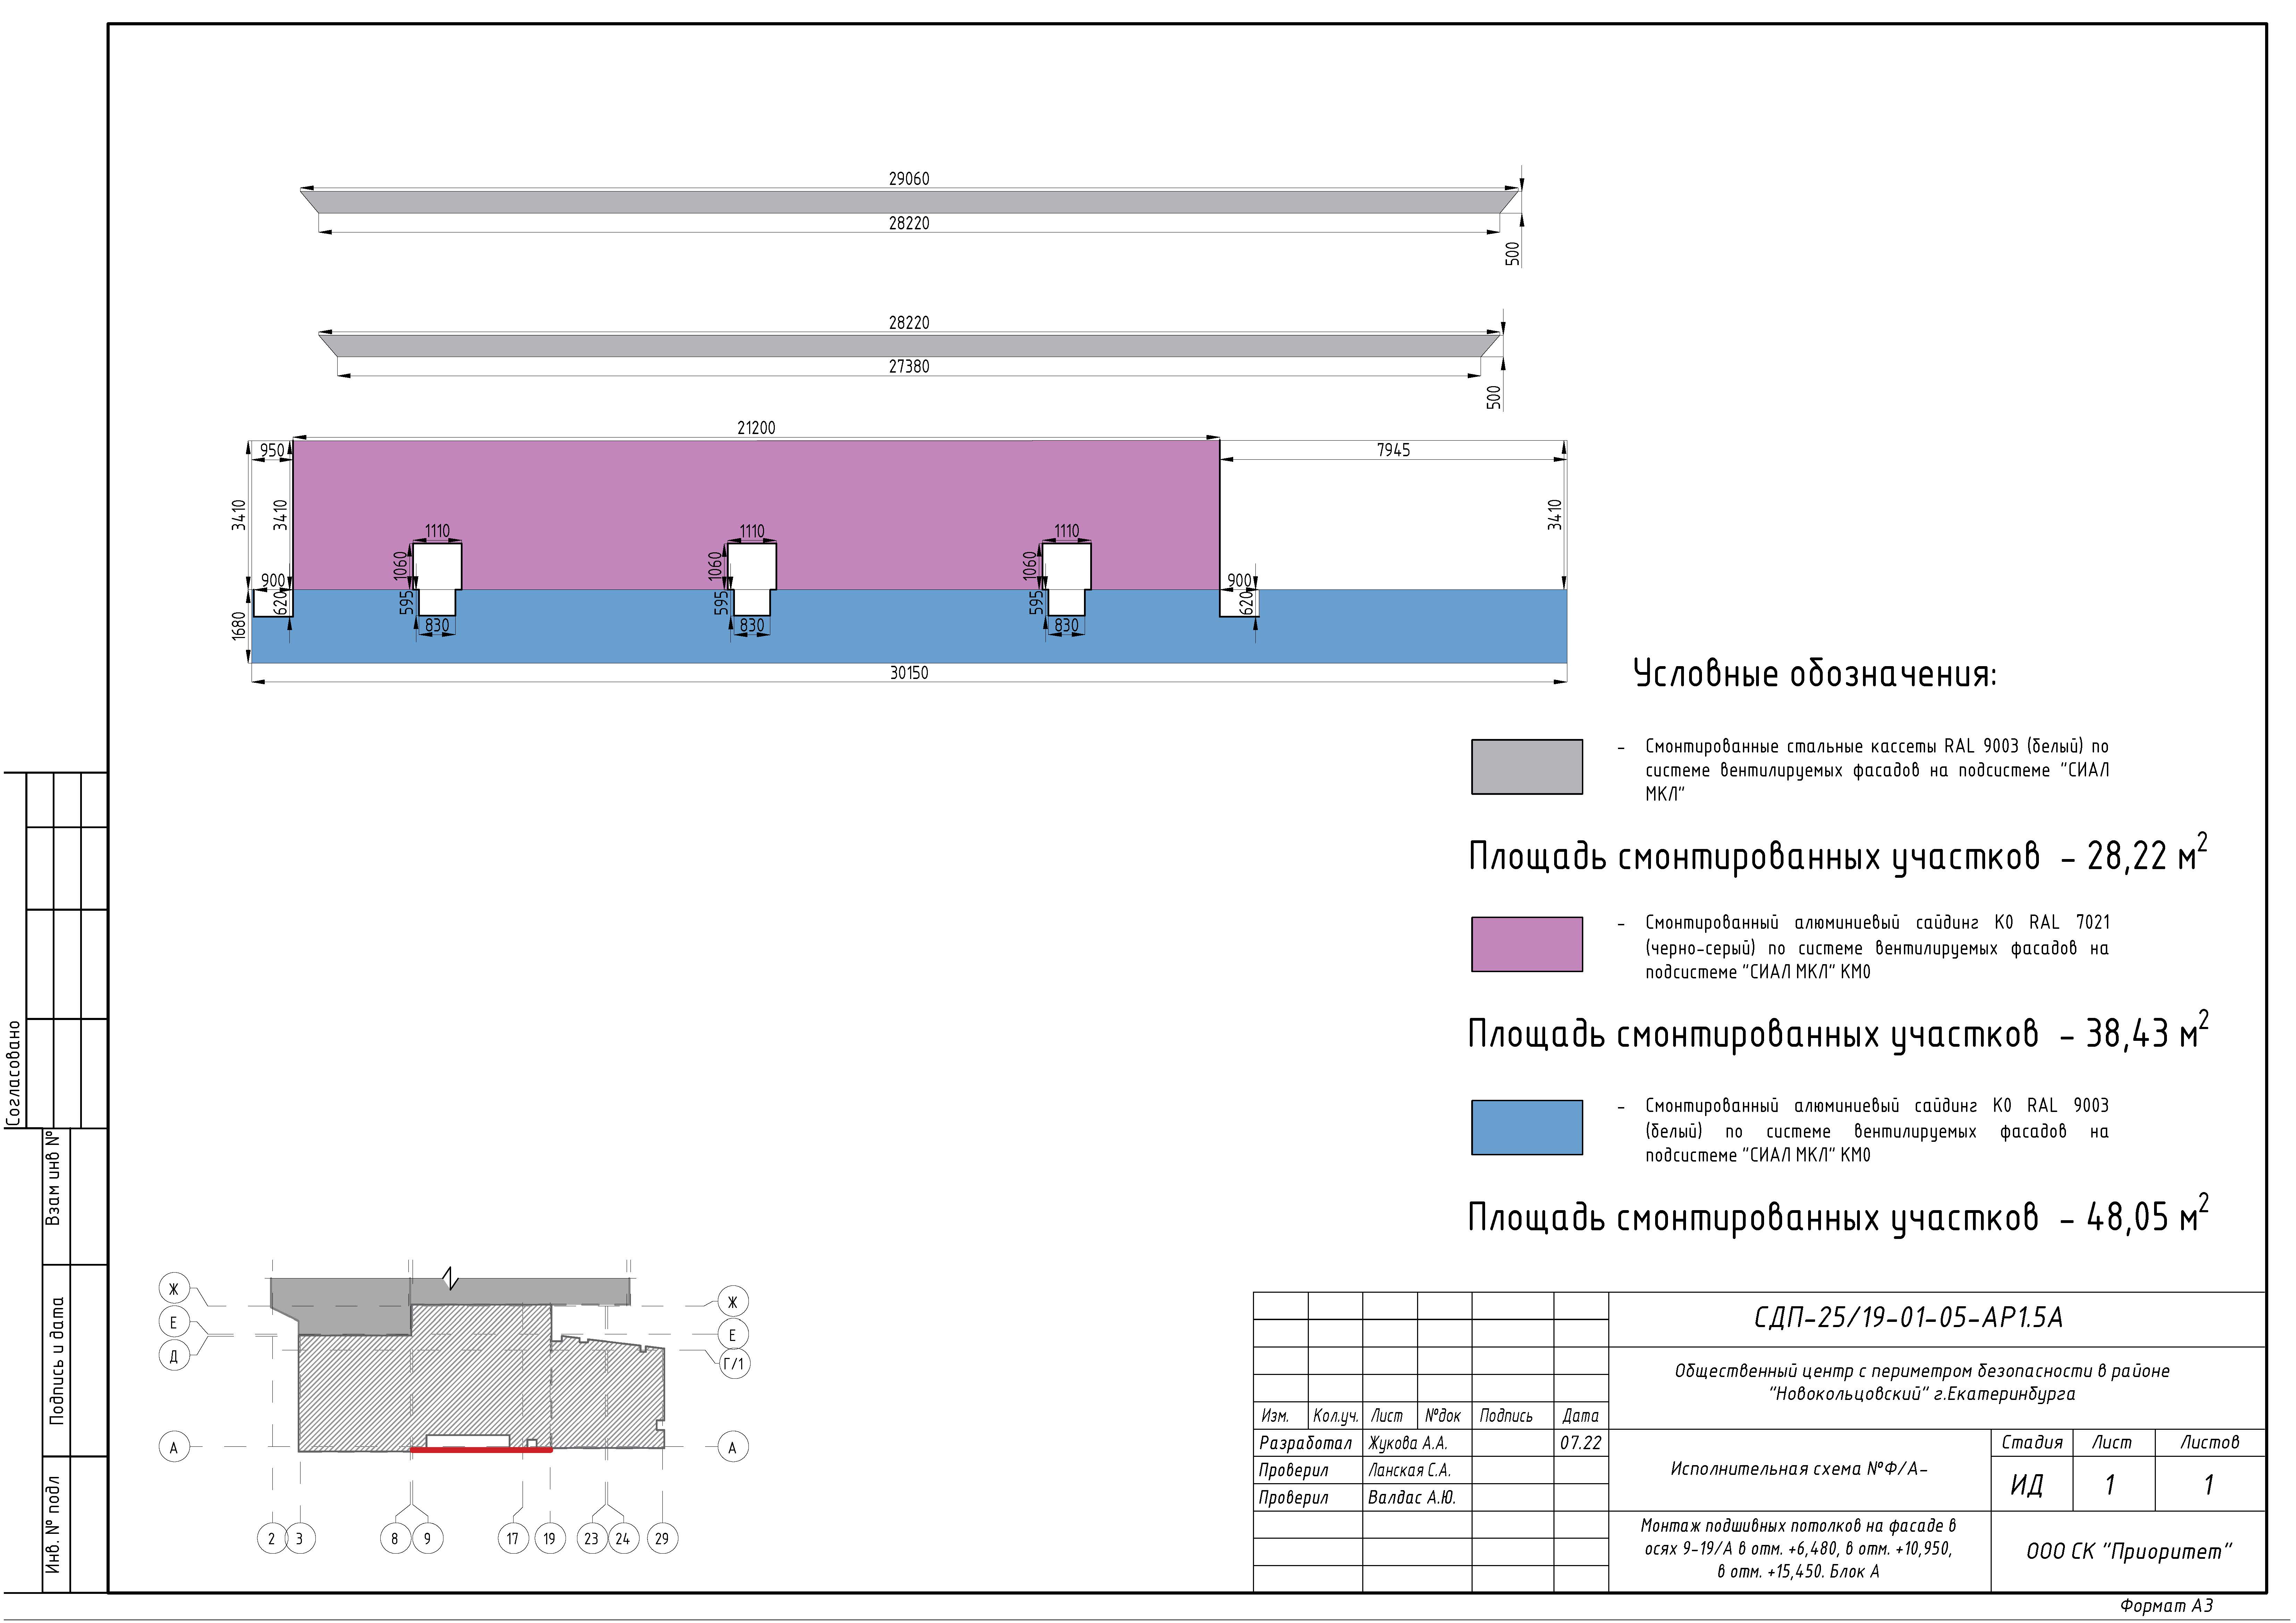 29060
28220
500
28220
27380
500
21200
950
7945
3410
3410
3410
1110
1110
1110
1060
1060
1060
900
900
620
620
595
595
595
830
830
830
1680
30150
Условные обозначения:
- Смонтированные стальные кассеты RAL 9003 (белый) по
системе вентилируемых фасадов на подсистеме "СИАЛ
МКЛ"
Площадь смонтированных участков - 28,22 м²
- Смонтированный алюминиевый сайдинг К0 RAL 7021
(черно-серый) по системе вентилируемых фасадов на
подсистеме "СИАЛ МКЛ" КМ0
Площадь смонтированных участков - 38,43 м²
- Смонтированный алюминиевый сайдинг К0 RAL 9003
(белый) по системе вентилируемых фасадов на
подсистеме "СИАЛ МКЛ" КМ0
Площадь смонтированных участков - 48,05 м²
Согласовано
Взам инв №
Подпись и дата
Инв. № подл
Ж
Е
Д
А
Ж
Е
Г/1
А
2 3 8 9 17 19 23 24 29
СДП-25/19-01-05-АР1.5А
Общественный центр с периметром безопасности в районе
"Новокольцовский" г.Екатеринбурга
Изм. Кол.уч. Лист №док Подпись Дата
Разработал Жукова А.А. 07.22
Проверил Ланская С.А.
Проверил Валдас А.Ю.
Исполнительная схема №Ф/А-
Стадия Лист Листов
ИД 1 1
Монтаж подшивных потолков на фасаде в
осях 9-19/А в отм. +6,480, в отм. +10,950,
в отм. +15,450. Блок А
ООО СК "Приоритет"
Формат А3